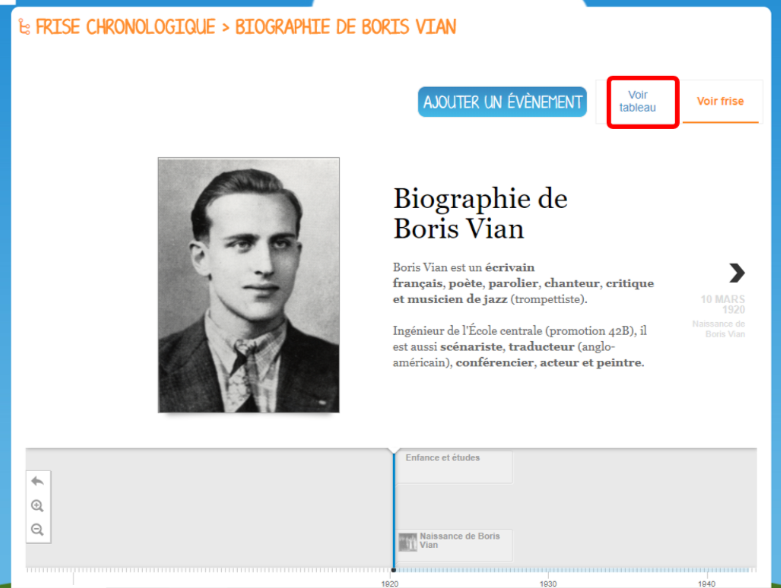 FRISE CHRONOLOGIQUE > BIOGRAPHIE DE BORIS VIAN
AJOUTER UN ÉVÈNEMENT
Voir
tableau
Voir frise
Biographie de
Boris Vian
Boris Vian est un écrivain
français, poète, parolier, chanteur, critique
et musicien de jazz (trompettiste).
Ingénieur de l'École centrale (promotion 42B), il
est aussi scénariste, traducteur (anglo-
américain), conférencier, acteur et peintre.
10 MARS
1920
Naissance de
Boris Vian
Enfance et études
Naissance de Boris
Vian
1920
1930
1940